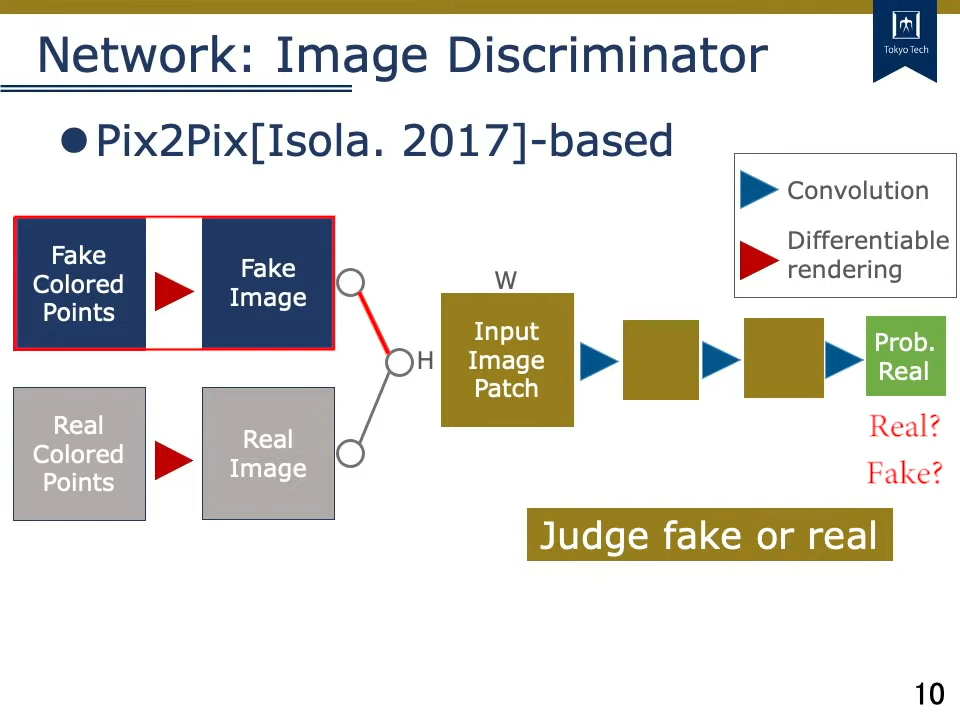 Network: Image Discriminator
Tokyo Tech
●Pix2Pix[Isola. 2017]-based
Convolution
Differentiable
rendering
Fake
Colored
Points
Fake
Image
W
H
Input
Image
Patch
Prob.
Real
Real?
Fake?
Real
Colored
Points
Real
Image
Judge fake or real
10